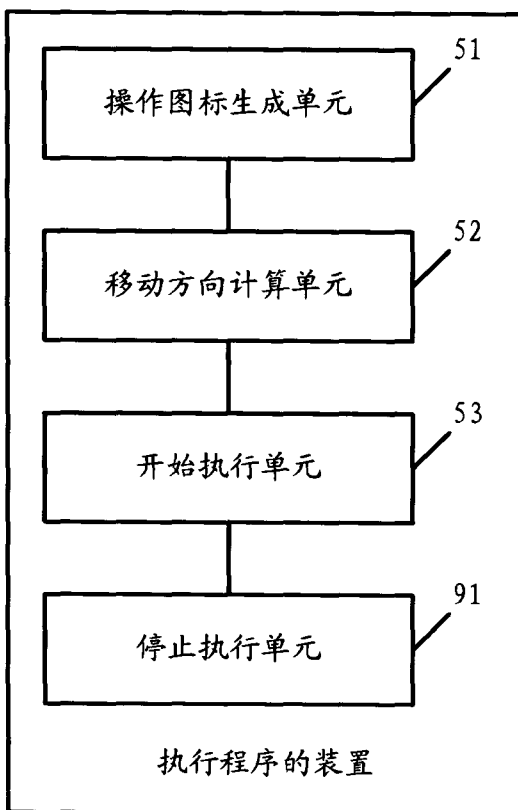 51
操作图标生成单元
52
移动方向计算单元
53
开始执行单元
91
停止执行单元
执行程序的装置